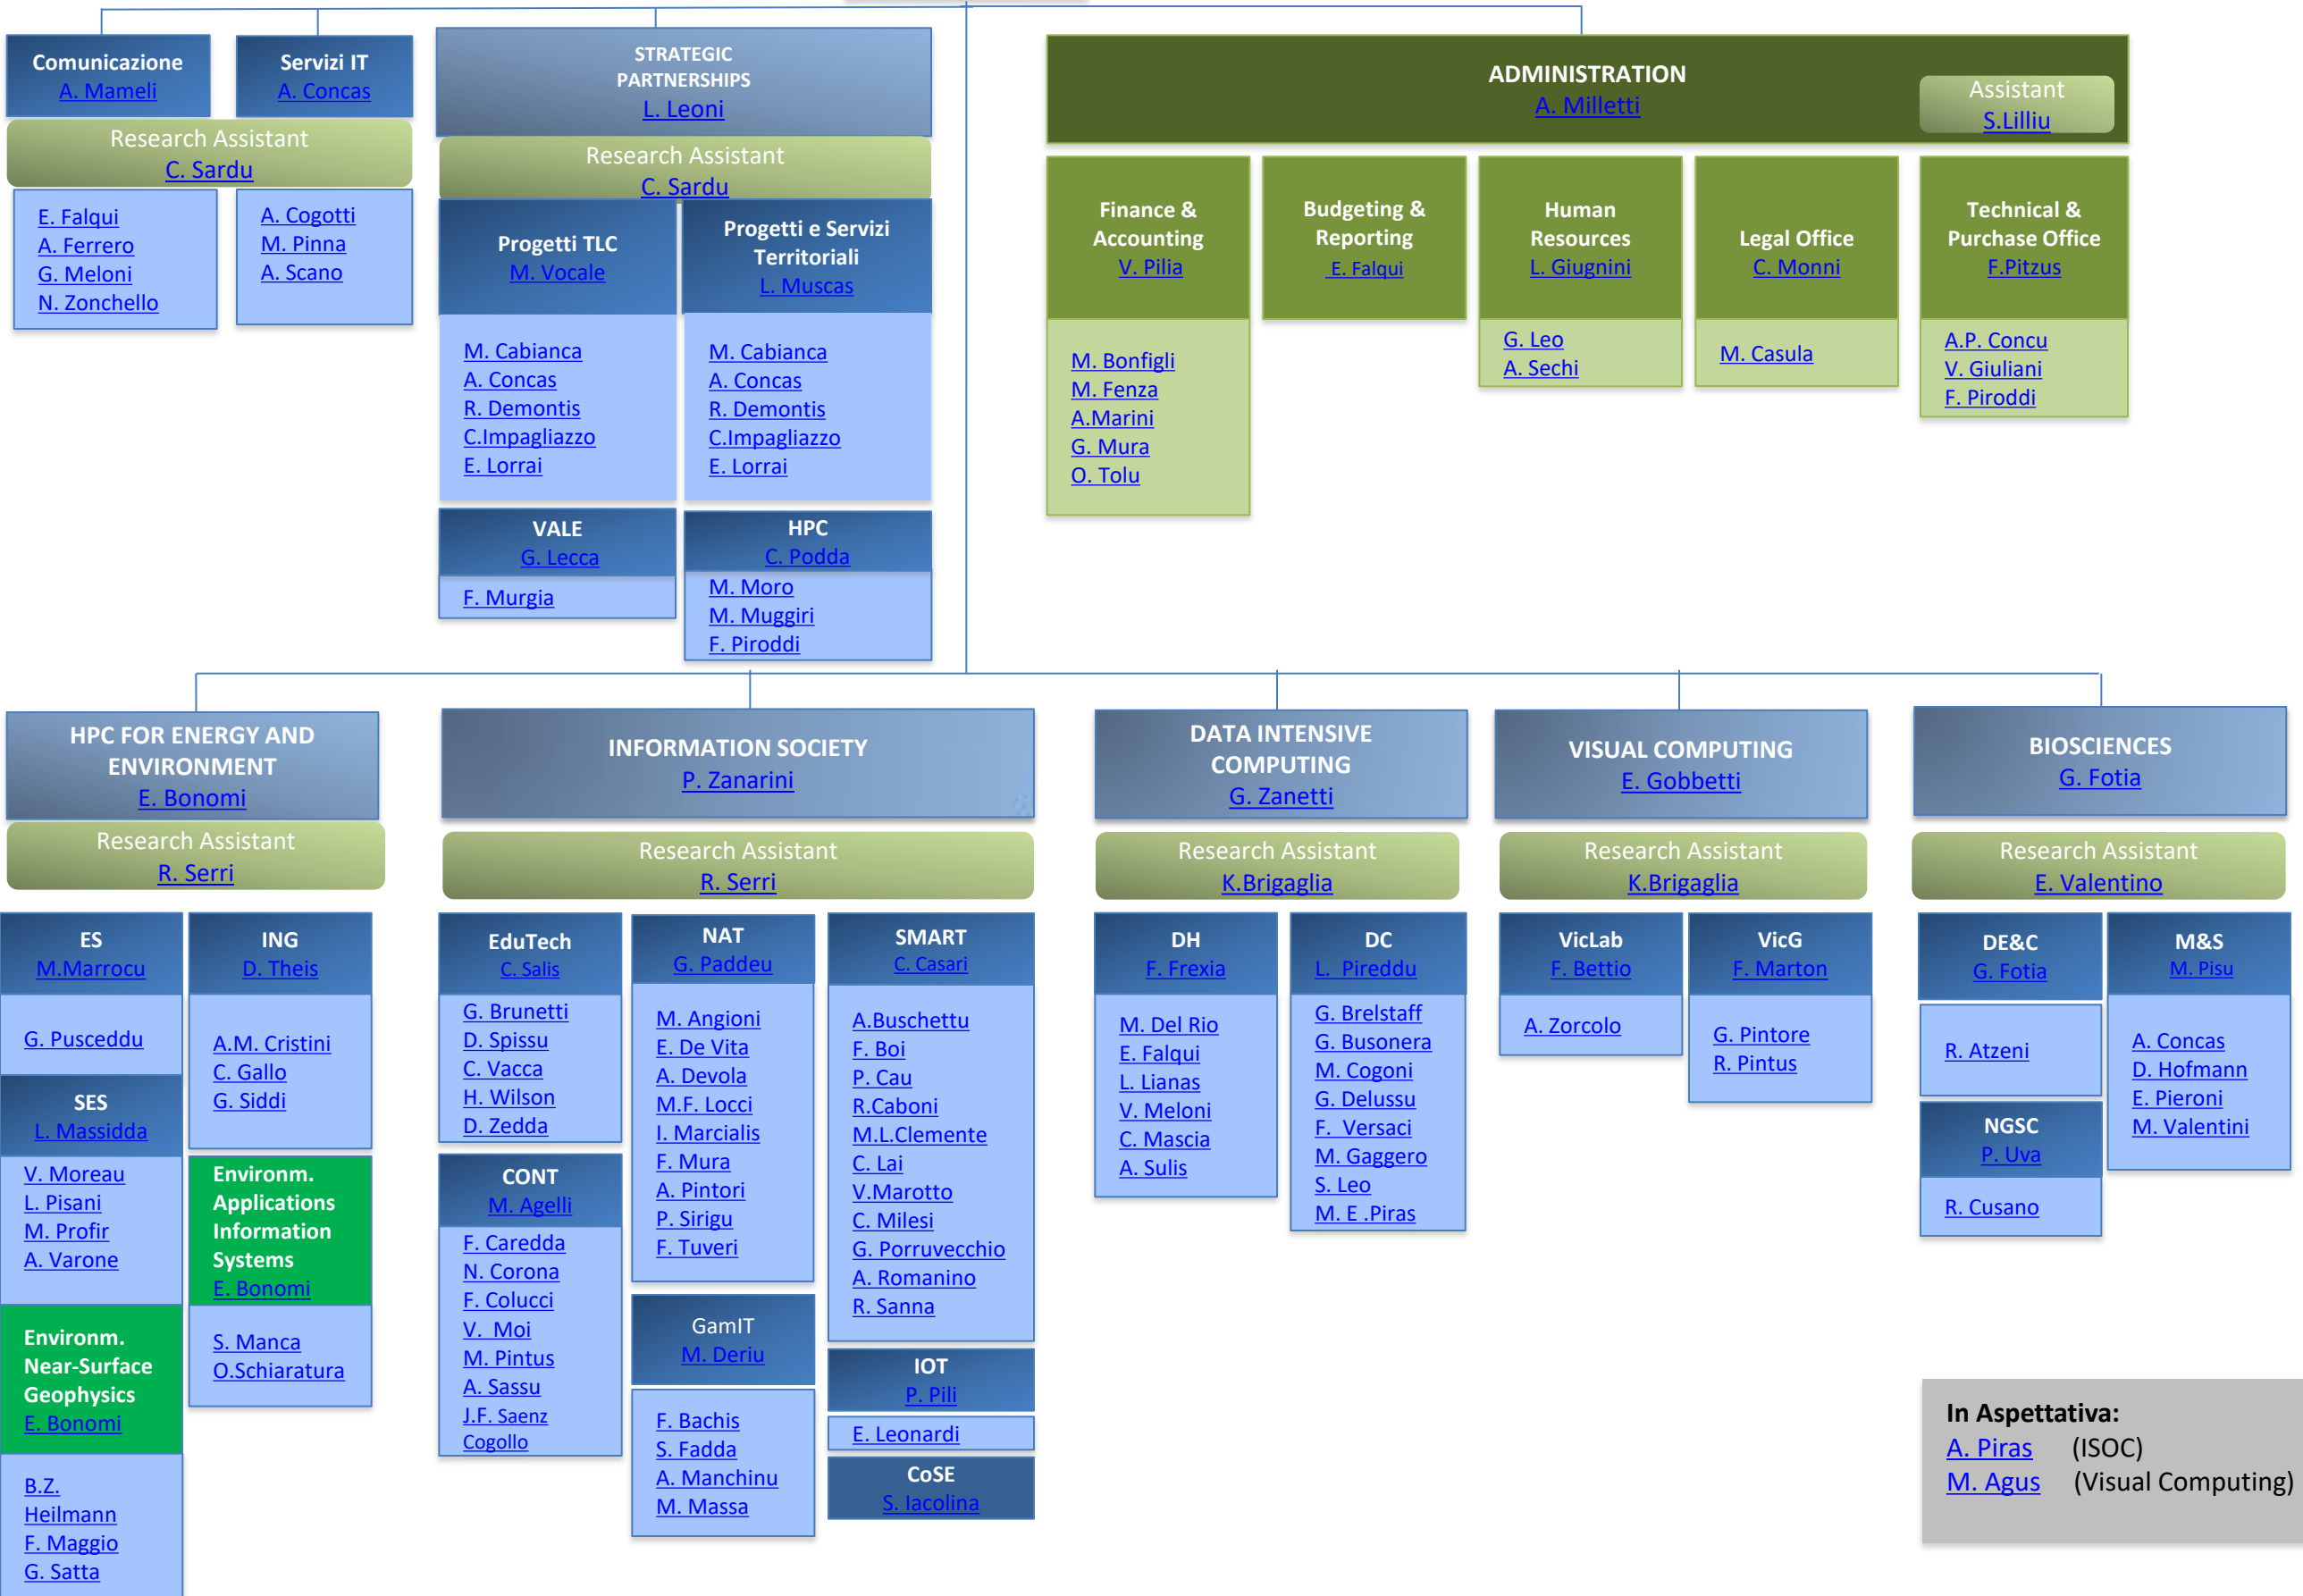 Comunicazione
A. Mameli
Servizi IT
A. Concas
Research Assistant
C. Sardu
E. Falqui
A. Ferrero
G. Meloni
N. Zonchello
A. Cogotti
M. Pinna
A. Scano
STRATEGIC
PARTNERSHIPS
L. Leoni
Research Assistant
C. Sardu
Progetti TLC
M. Vocale
M. Cabianca
A. Concas
R. Demontis
C.Impagliazzo
E. Lorrai
Progetti e Servizi
Territoriali
L. Muscas
M. Cabianca
A. Concas
R. Demontis
C.Impagliazzo
E. Lorrai
VALE
G. Lecca
F. Murgia
HPC
C. Podda
M. Moro
M. Muggiri
F. Piroddi
ADMINISTRATION
A. Milletti
Assistant
S.Lilliu
Finance &
Accounting
V. Pilia
M. Bonfigli
M. Fenza
A.Marini
G. Mura
O. Tolu
Budgeting &
Reporting
E. Falqui
Human
Resources
L. Giugnini
G. Leo
A. Sechi
Legal Office
C. Monni
M. Casula
Technical &
Purchase Office
F.Pitzus
A.P. Concu
V. Giuliani
F. Piroddi
HPC FOR ENERGY AND
ENVIRONMENT
E. Bonomi
Research Assistant
R. Serri
ES
M.Marrocu
G. Pusceddu
SES
L. Massidda
V. Moreau
L. Pisani
M. Profir
A. Varone
Environm.
Near-Surface
Geophysics
E. Bonomi
B.Z.
Heilmann
F. Maggio
G. Satta
ING
D. Theis
A.M. Cristini
C. Gallo
G. Siddi
Environm.
Applications
Information
Systems
E. Bonomi
S. Manca
O.Schiaratura
INFORMATION SOCIETY
P. Zanarini
Research Assistant
R. Serri
EduTech
C. Salis
G. Brunetti
D. Spissu
C. Vacca
H. Wilson
D. Zedda
CONT
M. Agelli
F. Caredda
N. Corona
F. Colucci
V. Moi
M. Pintus
A. Sassu
J.F. Saenz
Cogollo
NAT
G. Paddeu
M. Angioni
E. De Vita
A. Devola
M.F. Locci
I. Marcialis
F. Mura
A. Pintori
P. Sirigu
F. Tuveri
GamIT
M. Deriu
F. Bachis
S. Fadda
A. Manchinu
M. Massa
SMART
C. Casari
A.Buschettu
F. Boi
P. Cau
R.Caboni
M.L.Clemente
C. Lai
V.Marotto
C. Milesi
G. Porruvecchio
A. Romanino
R. Sanna
IOT
P. Pili
E. Leonardi
CoSE
S. Iacolina
DATA INTENSIVE
COMPUTING
G. Zanetti
Research Assistant
K.Brigaglia
DH
F. Frexia
M. Del Rio
E. Falqui
L. Lianas
V. Meloni
C. Mascia
A. Sulis
DC
L. Pireddu
G. Brelstaff
G. Busonera
M. Cogoni
G. Delussu
F. Versaci
M. Gaggero
S. Leo
M. E .Piras
VISUAL COMPUTING
E. Gobbetti
Research Assistant
K.Brigaglia
VicLab
F. Bettio
A. Zorcolo
VicG
F. Marton
G. Pintore
R. Pintus
BIOSCIENCES
G. Fotia
Research Assistant
E. Valentino
DE&C
G. Fotia
R. Atzeni
NGSC
P. Uva
R. Cusano
M&S
M. Pisu
A. Concas
D. Hofmann
E. Pieroni
M. Valentini
In Aspettativa:
A. Piras (ISOC)
M. Agus (Visual Computing)